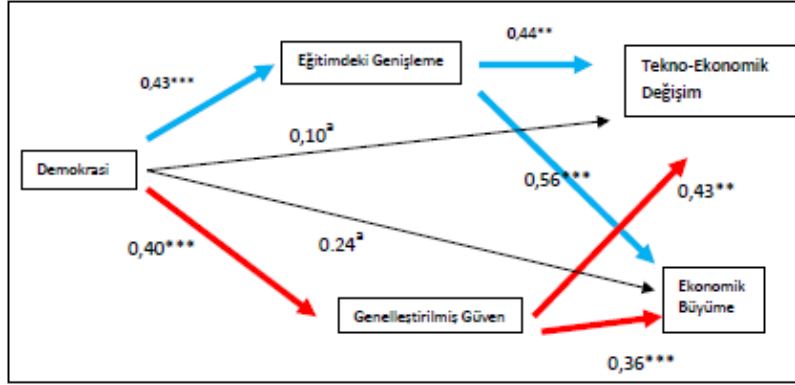 0,44**
Eğitimdeki Genişleme
Tekno-Ekonomik
Değişim
0,43***
0,10ª
Demokrasi
0,56***
0,43**
0,40***
0.24ª
Ekonomik
Büyüme
Genelleştirilmiş Güven
0,36***